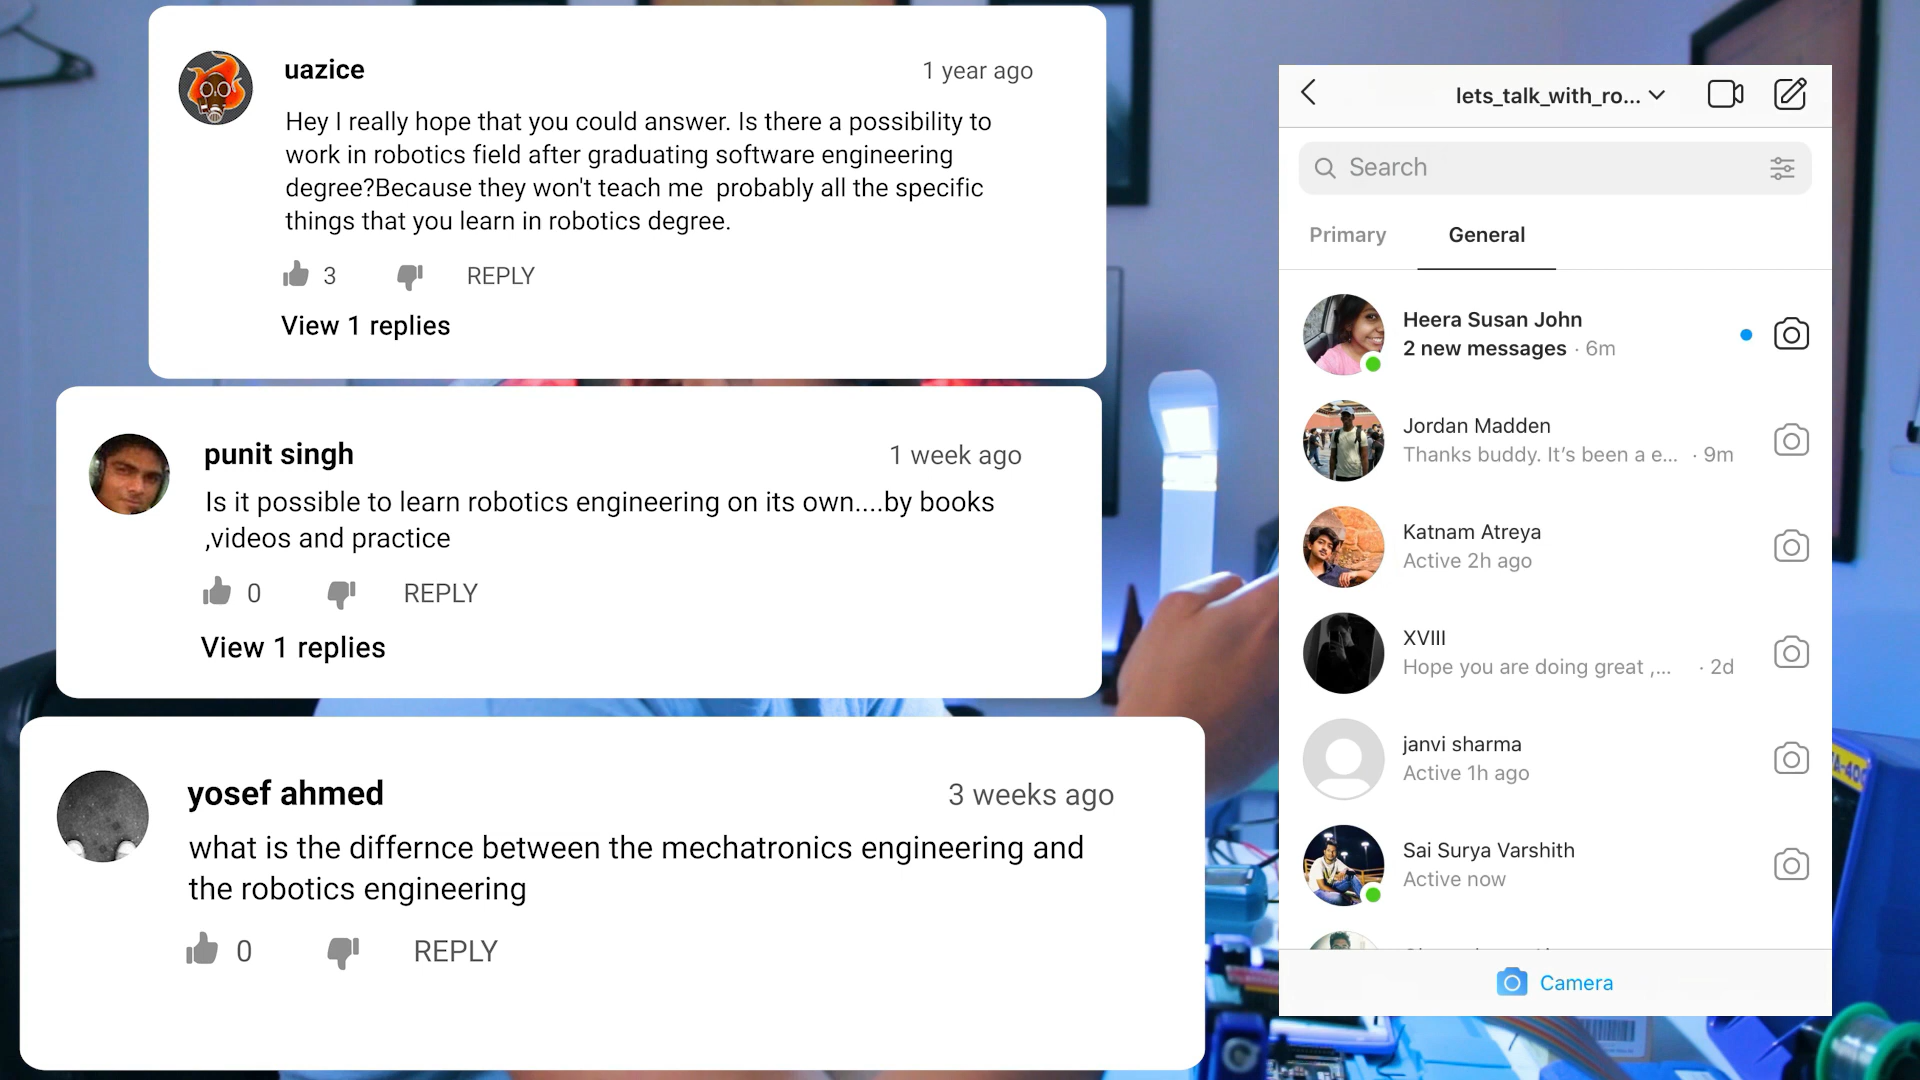 uazice
1 year ago
Hey I really hope that you could answer. Is there a possibility to
work in robotics field after graduating software engineering
degree?Because they won't teach me  probably all the specific
things that you learn in robotics degree.
3
REPLY
View 1 replies
punit singh
1 week ago
Is it possible to learn robotics engineering on its own....by books
,videos and practice
0
REPLY
View 1 replies
yosef ahmed
3 weeks ago
what is the differnce between the mechatronics engineering and
the robotics engineering
0
REPLY
lets_talk_with_ro...
Search
Primary
General
Heera Susan John
2 new messages · 6m
Jordan Madden
Thanks buddy. It's been a e... · 9m
Katnam Atreya
Active 2h ago
XVIII
Hope you are doing great ,... · 2d
janvi sharma
Active 1h ago
Sai Surya Varshith
Active now
Camera